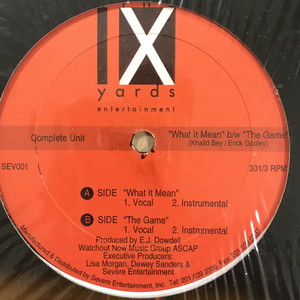 IX
yards
entertainment
Complete Unit
"What it Mean" b/w "The Game"
(Khalid Bey / Erick Gadley)
SEV001
331/3 RPM
A SIDE "What It Mean"
1. Vocal 2. Instrumental
B SIDE "The Game"
1. Vocal 2. Instrumental
Produced by E.J. Dowdell
Watchout Now Music Group ASCAP
Executive Producers:
Lisa Morgan, Dewey Sanders &
Severe Entertainment
Manufactured & Distributed by Severe Entertainment, Inc. Tel: